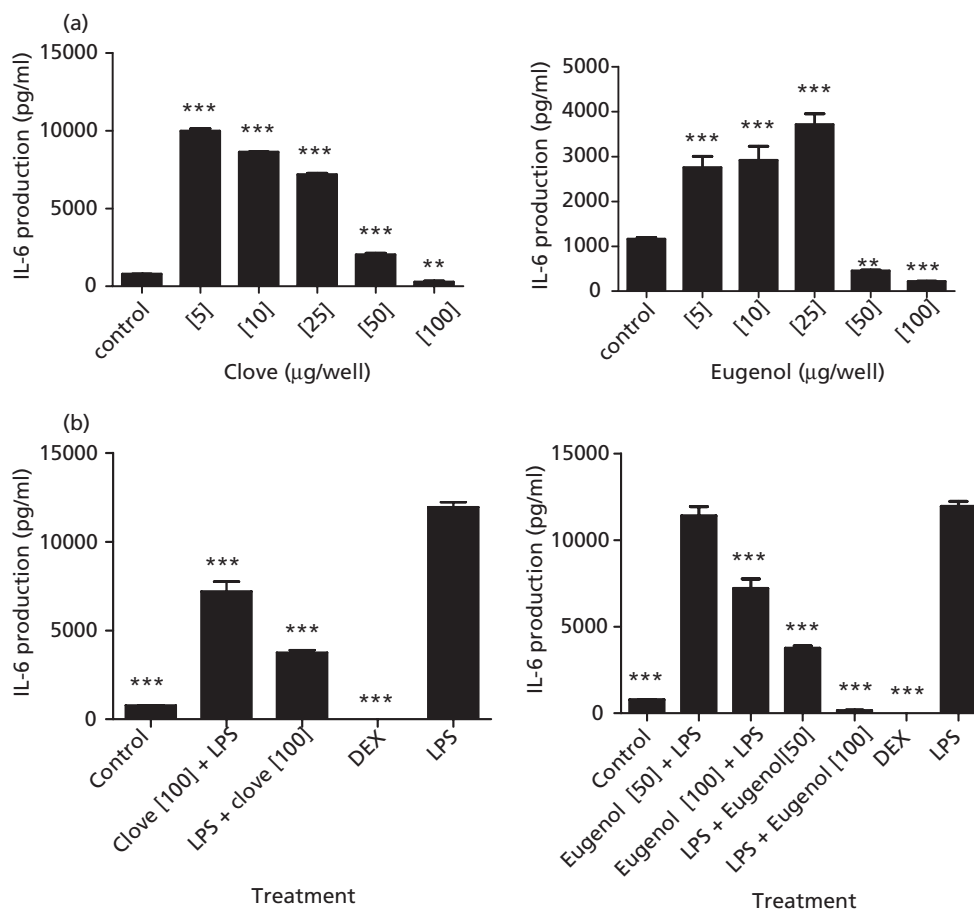 (a)
IL-6 production (pg/ml)
15000
10000
5000
0
***
***
***
***
**
control
[5]
[10]
[25]
[50]
[100]
Clove (μg/well)
IL-6 production (pg/ml)
5000
4000
3000
2000
1000
0
***
***
***
**
***
control
[5]
[10]
[25]
[50]
[100]
Eugenol (μg/well)
(b)
IL-6 production (pg/ml)
15000
10000
5000
0
***
***
***
***
Control
Clove [100] + LPS
LPS + clove [100]
DEX
LPS
Treatment
IL-6 production (pg/ml)
15000
10000
5000
0
***
***
***
***
***
Control
Eugenol [50] + LPS
Eugenol [100] + LPS
LPS + Eugenol[50]
LPS + Eugenol [100]
DEX
LPS
Treatment